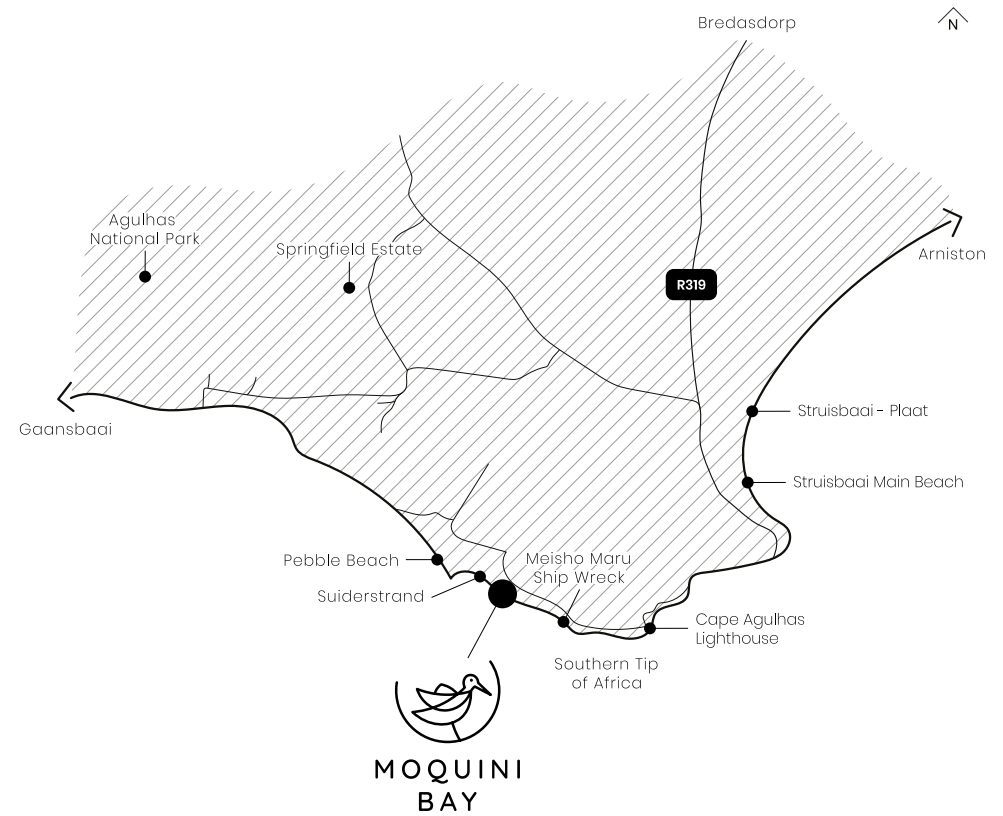 Bredasdorp
N
Agulhas
National Park
Springfield Estate
Arniston
R319
Gaansbaai
Struisbaai - Plaat
Struisbaai Main Beach
Pebble Beach
Meisho Maru
Ship Wreck
Suiderstrand
Cape Agulhas
Lighthouse
Southern Tip
of Africa
MOQUINI
BAY